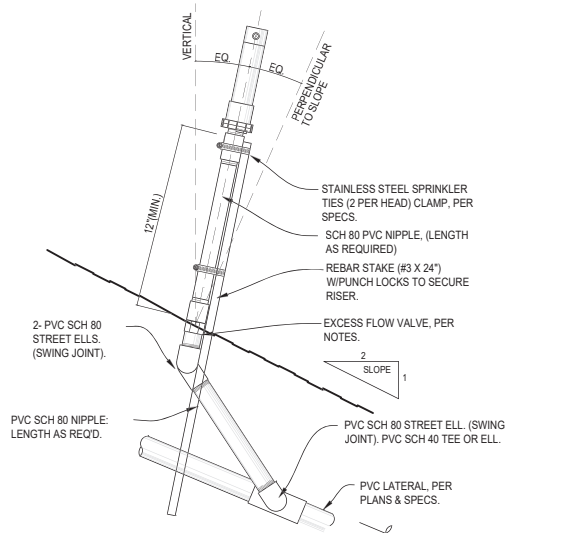 VERTICAL
EQ.
EQ.
PERPENDICULAR
TO SLOPE
12"(MIN.)
STAINLESS STEEL SPRINKLER
TIES (2 PER HEAD) CLAMP, PER
SPECS.
SCH 80 PVC NIPPLE, (LENGTH
AS REQUIRED)
REBAR STAKE (#3 X 24")
W/PUNCH LOCKS TO SECURE
RISER.
EXCESS FLOW VALVE, PER
NOTES.
2
SLOPE
1
2- PVC SCH 80
STREET ELLS.
(SWING JOINT).
PVC SCH 80 NIPPLE:
LENGTH AS REQ'D.
PVC SCH 80 STREET ELL. (SWING
JOINT). PVC SCH 40 TEE OR ELL.
PVC LATERAL, PER
PLANS & SPECS.